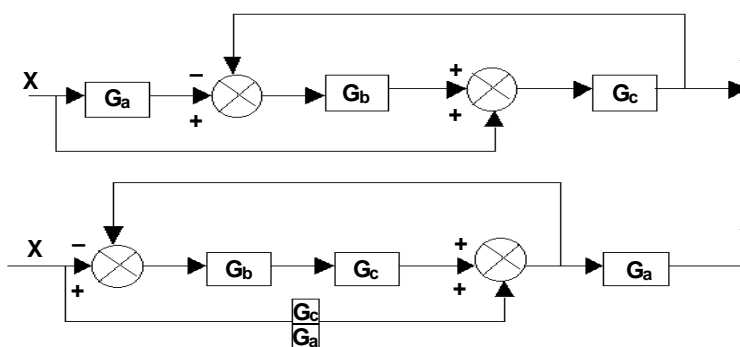 − + +
X Ga Gb Gc
+
− +
X Gb Gc Ga
+ +
Gc
Ga